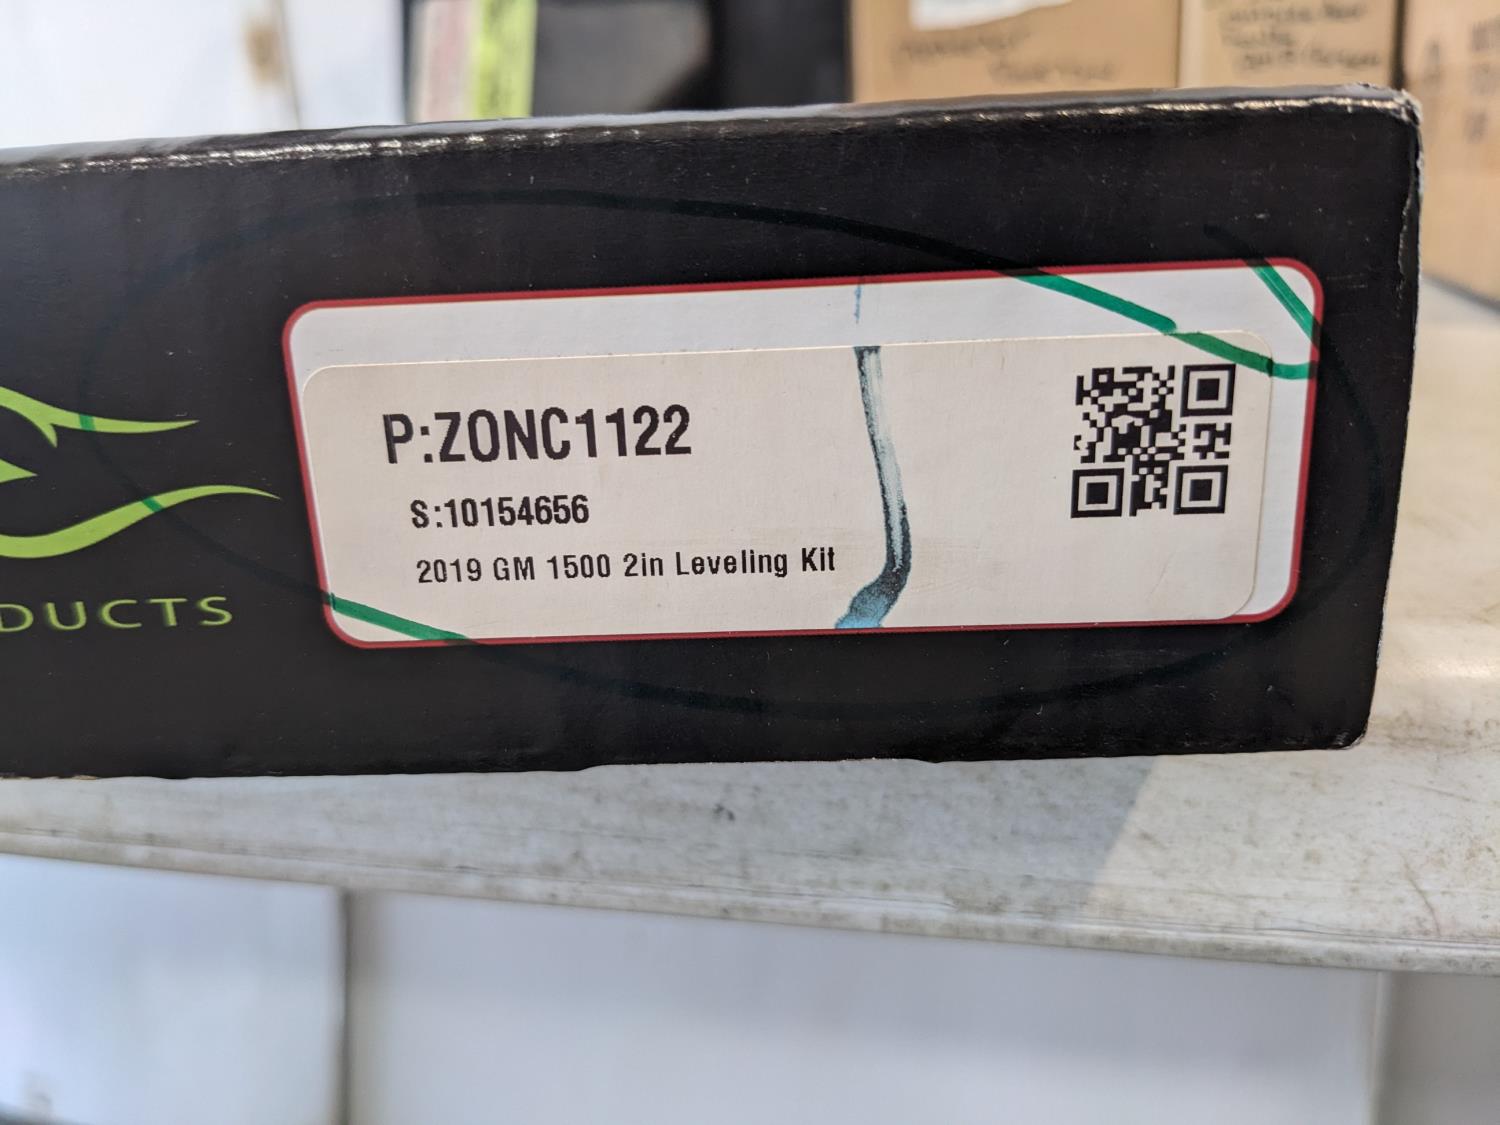 P:ZONC1122
S:10154656
2019 GM 1500 2in Leveling Kit
DUCTS